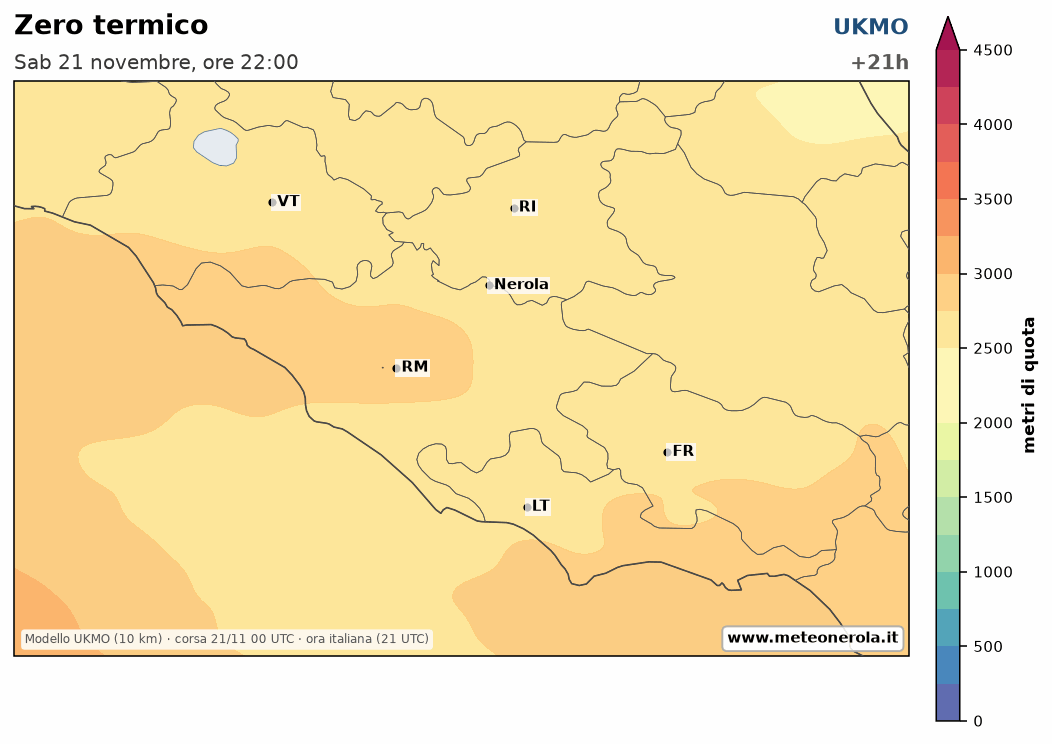 Zero termico
UKMO
Sab 21 novembre, ore 22:00
+21h
VT
RI
Nerola
RM
FR
LT
Modello UKMO (10 km) · corsa 21/11 00 UTC · ora italiana (21 UTC)
www.meteonerola.it
4500
4000
3500
3000
2500
2000
1500
1000
500
0
metri di quota